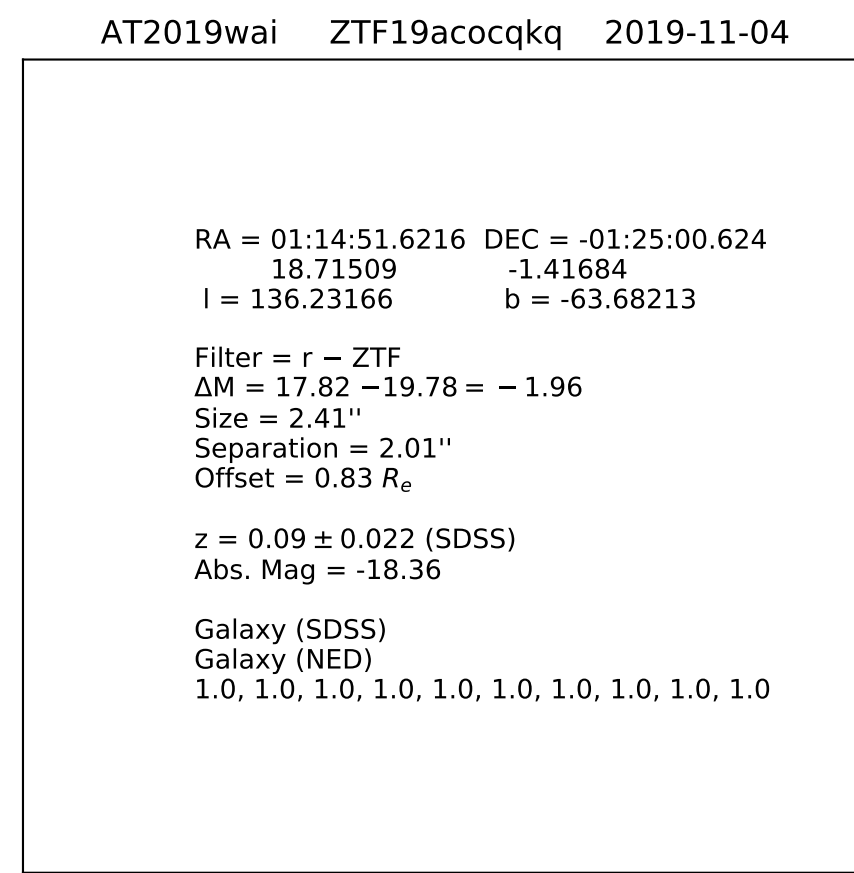 AT2019wai ZTF19acocqkq 2019-11-04
RA = 01:14:51.6216 DEC = -01:25:00.624
18.71509 -1.41684
l = 136.23166 b = -63.68213
Filter = r − ZTF
ΔM = 17.82 −19.78 = − 1.96
Size = 2.41''
Separation = 2.01''
Offset = 0.83 Rₑ
z = 0.09 ± 0.022 (SDSS)
Abs. Mag = -18.36
Galaxy (SDSS)
Galaxy (NED)
1.0, 1.0, 1.0, 1.0, 1.0, 1.0, 1.0, 1.0, 1.0, 1.0